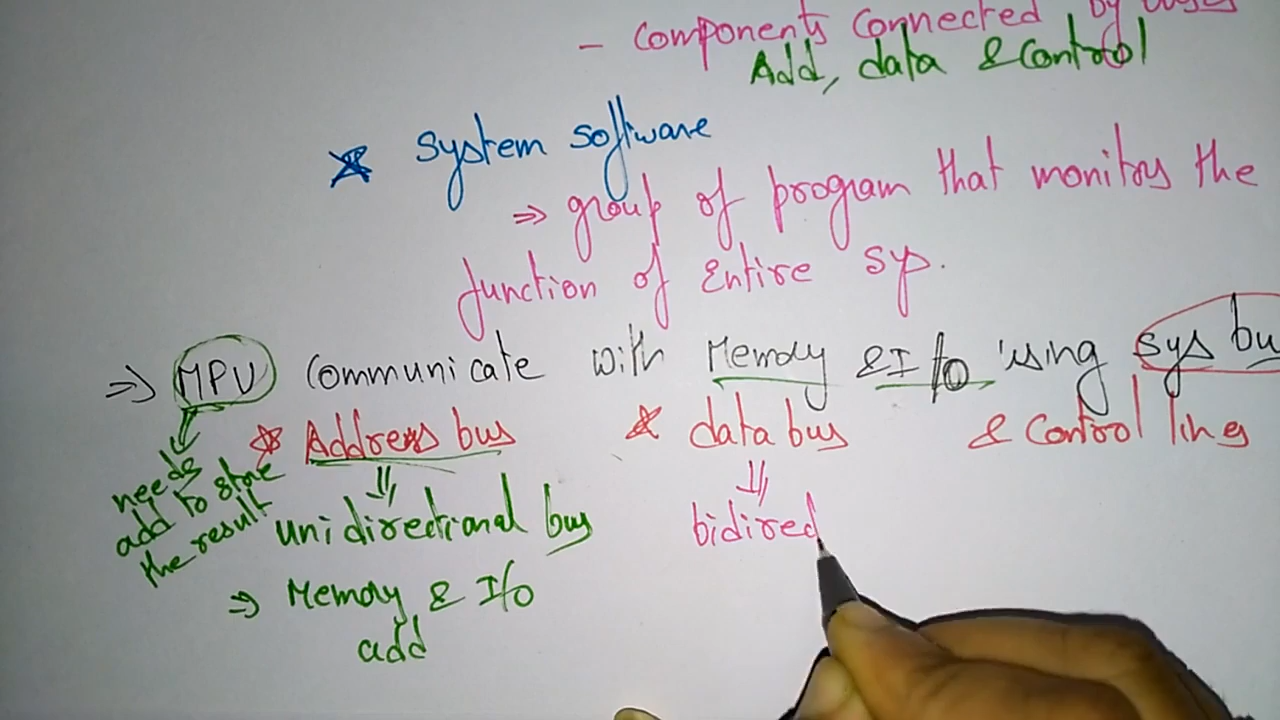 - Components Connected by buses
Add, data & Control
* System software
⇒ group of program that monitors the
function of Entire sys.
⇒ MPU Communicate with Memory & I/o using sys bu
* Address bus * data bus & Control lines
needs
add to store
the result
unidirectional bus bidirec
⇒ Memory & I/o
add